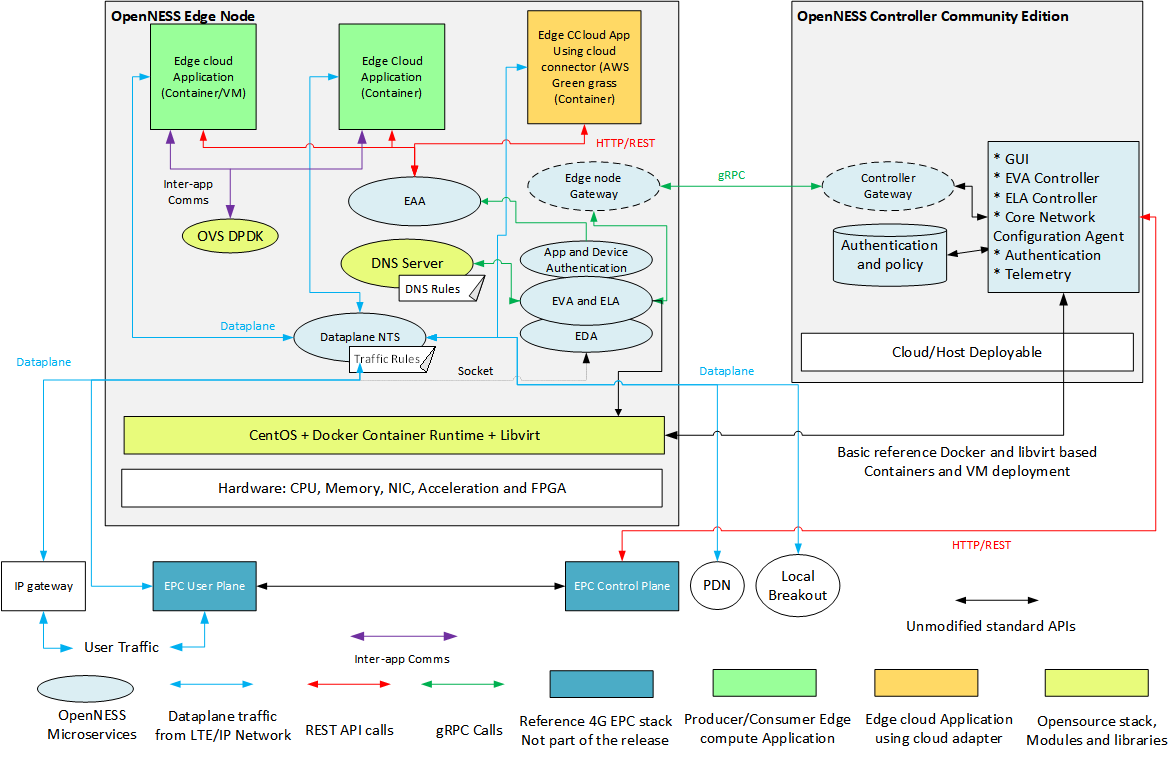 OpenNESS Edge Node
OpenNESS Controller Community Edition
Edge cloud
Application
(Container/VM)
Edge Cloud
Application
(Container)
Edge CCloud App
Using cloud
connector (AWS
Green grass
(Container)
HTTP/REST
Inter-app
Comms
OVS DPDK
EAA
Edge node
Gateway
gRPC
Controller
Gateway
* GUI
* EVA Controller
* ELA Controller
* Core Network
Configuration Agent
* Authentication
* Telemetry
Authentication
and policy
DNS Server
DNS Rules
App and Device
Authentication
EVA and ELA
EDA
Dataplane
Dataplane NTS
Traffic Rules
Cloud/Host Deployable
Dataplane
Socket
Dataplane
CentOS + Docker Container Runtime + Libvirt
Basic reference Docker and libvirt based
Containers and VM deployment
Hardware: CPU, Memory, NIC, Acceleration and FPGA
HTTP/REST
IP gateway
EPC User Plane
EPC Control Plane
PDN
Local
Breakout
Unmodified standard APIs
User Traffic
Inter-app Comms
OpenNESS
Microservices
Dataplane traffic
from LTE/IP Network
REST API calls
gRPC Calls
Reference 4G EPC stack
Not part of the release
Producer/Consumer Edge
compute Application
Edge cloud Application
using cloud adapter
Opensource stack,
Modules and libraries